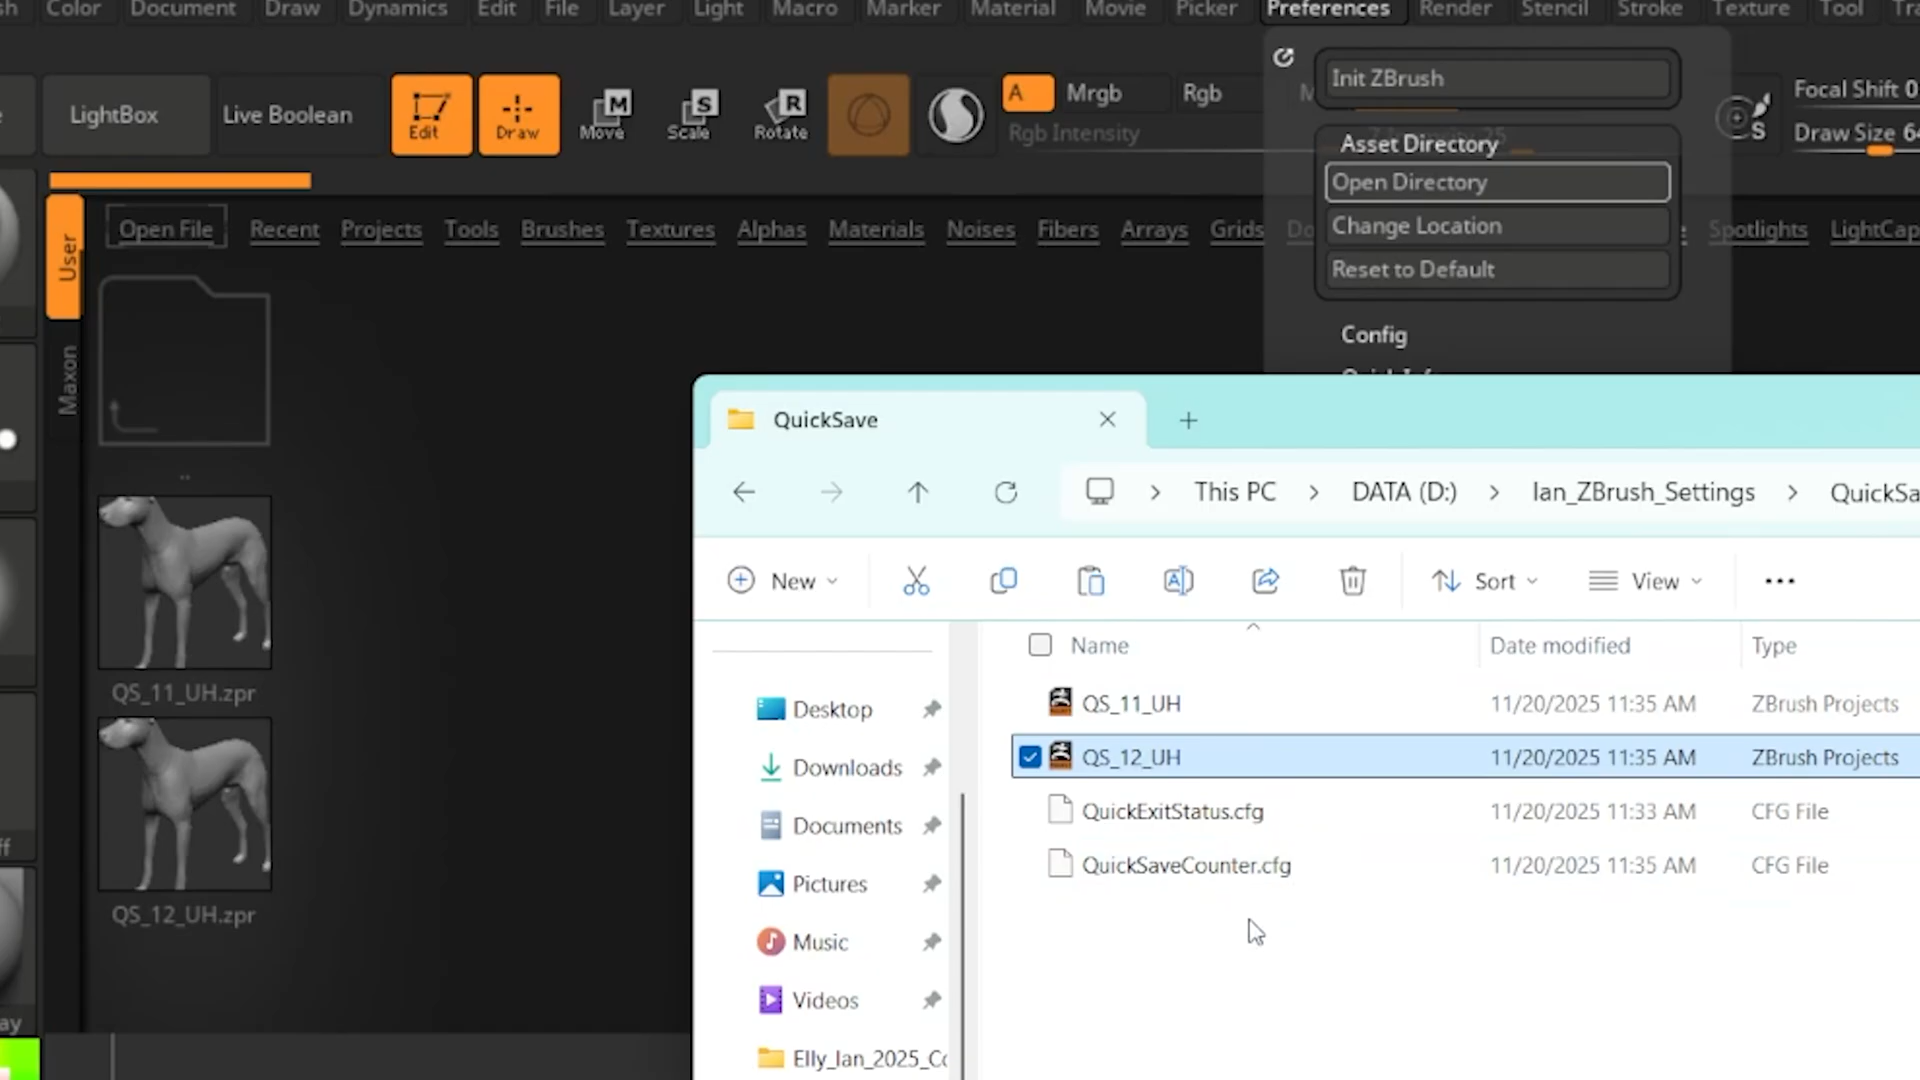 Color Document Draw Dynamics Edit File Layer Light Macro Marker Material Movie Picker Preferences Render Stencil Stroke Texture Tool
Init ZBrush
LightBox Live Boolean Edit Draw Move Scale Rotate A Mrgb Rgb Focal Shift 0
M S R S
Rgb Intensity
Draw Size 64
Asset Directory
Open Directory
Change Location
Reset to Default
Config
User
Maxon
Open File Recent Projects Tools Brushes Textures Alphas Materials Noises Fibers Arrays Grids Spotlights LightCap
..
QS_11_UH.zpr
QS_12_UH.zpr
QuickSave
This PC > DATA (D:) > Ian_ZBrush_Settings > QuickSa
New Sort View
Name Date modified Type
Desktop
Downloads
Documents
Pictures
Music
Videos
Elly_Ian_2025_Co
QS_11_UH 11/20/2025 11:35 AM ZBrush Projects
QS_12_UH 11/20/2025 11:35 AM ZBrush Projects
QuickExitStatus.cfg 11/20/2025 11:33 AM CFG File
QuickSaveCounter.cfg 11/20/2025 11:35 AM CFG File